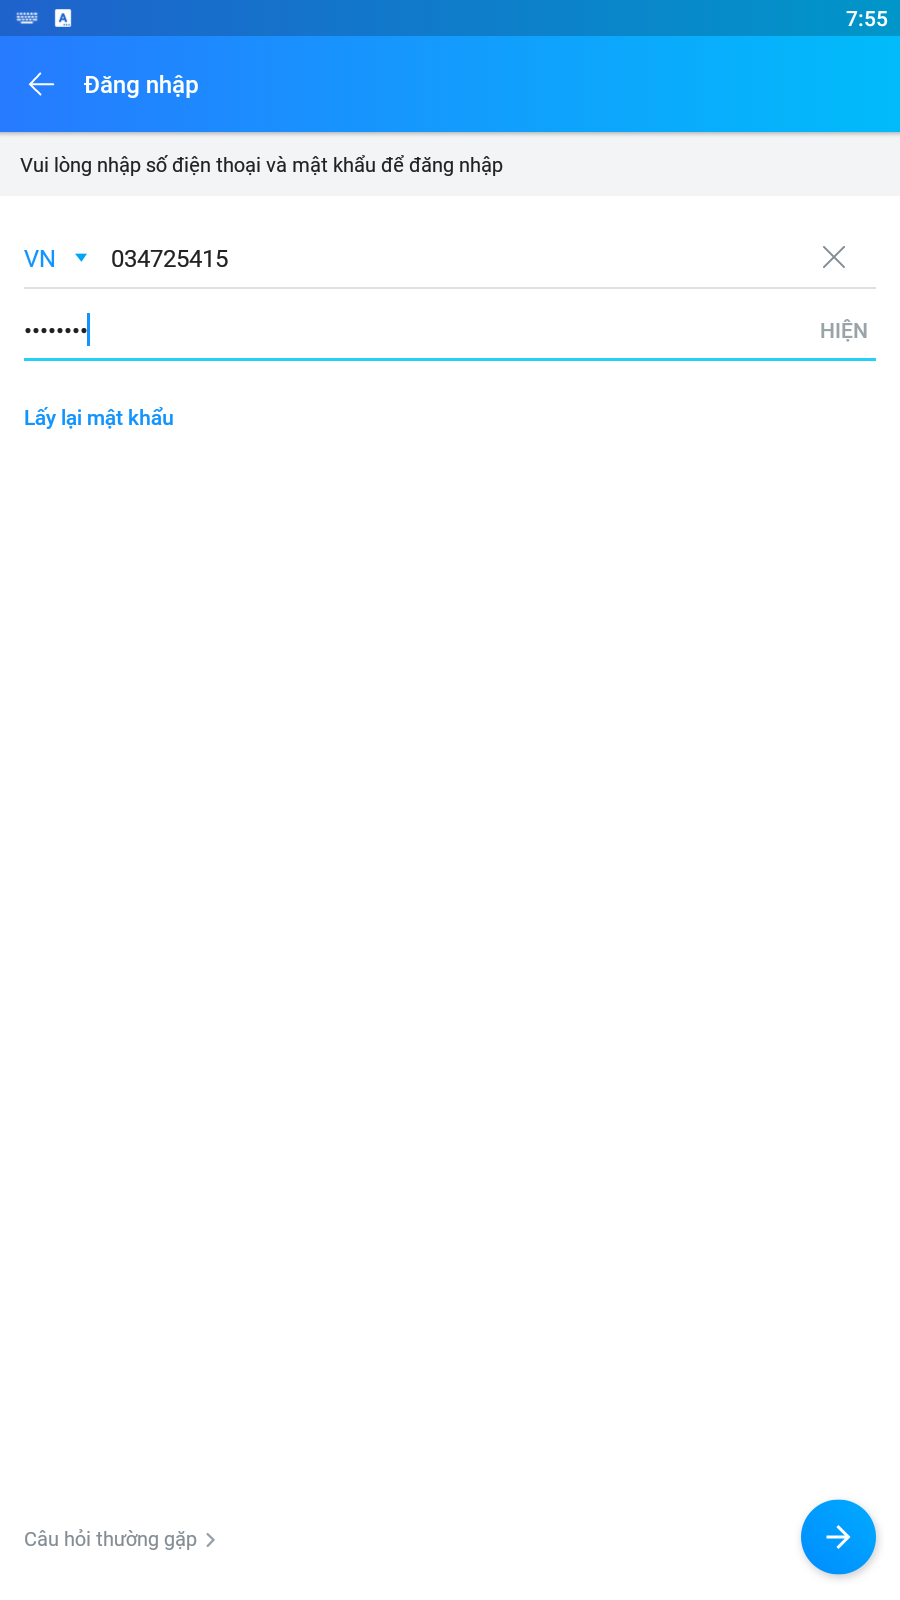 7:55
Đăng nhập
Vui lòng nhập số điện thoại và mật khẩu để đăng nhập
VN 034725415
•••••••• HIỆN
Lấy lại mật khẩu
Câu hỏi thường gặp